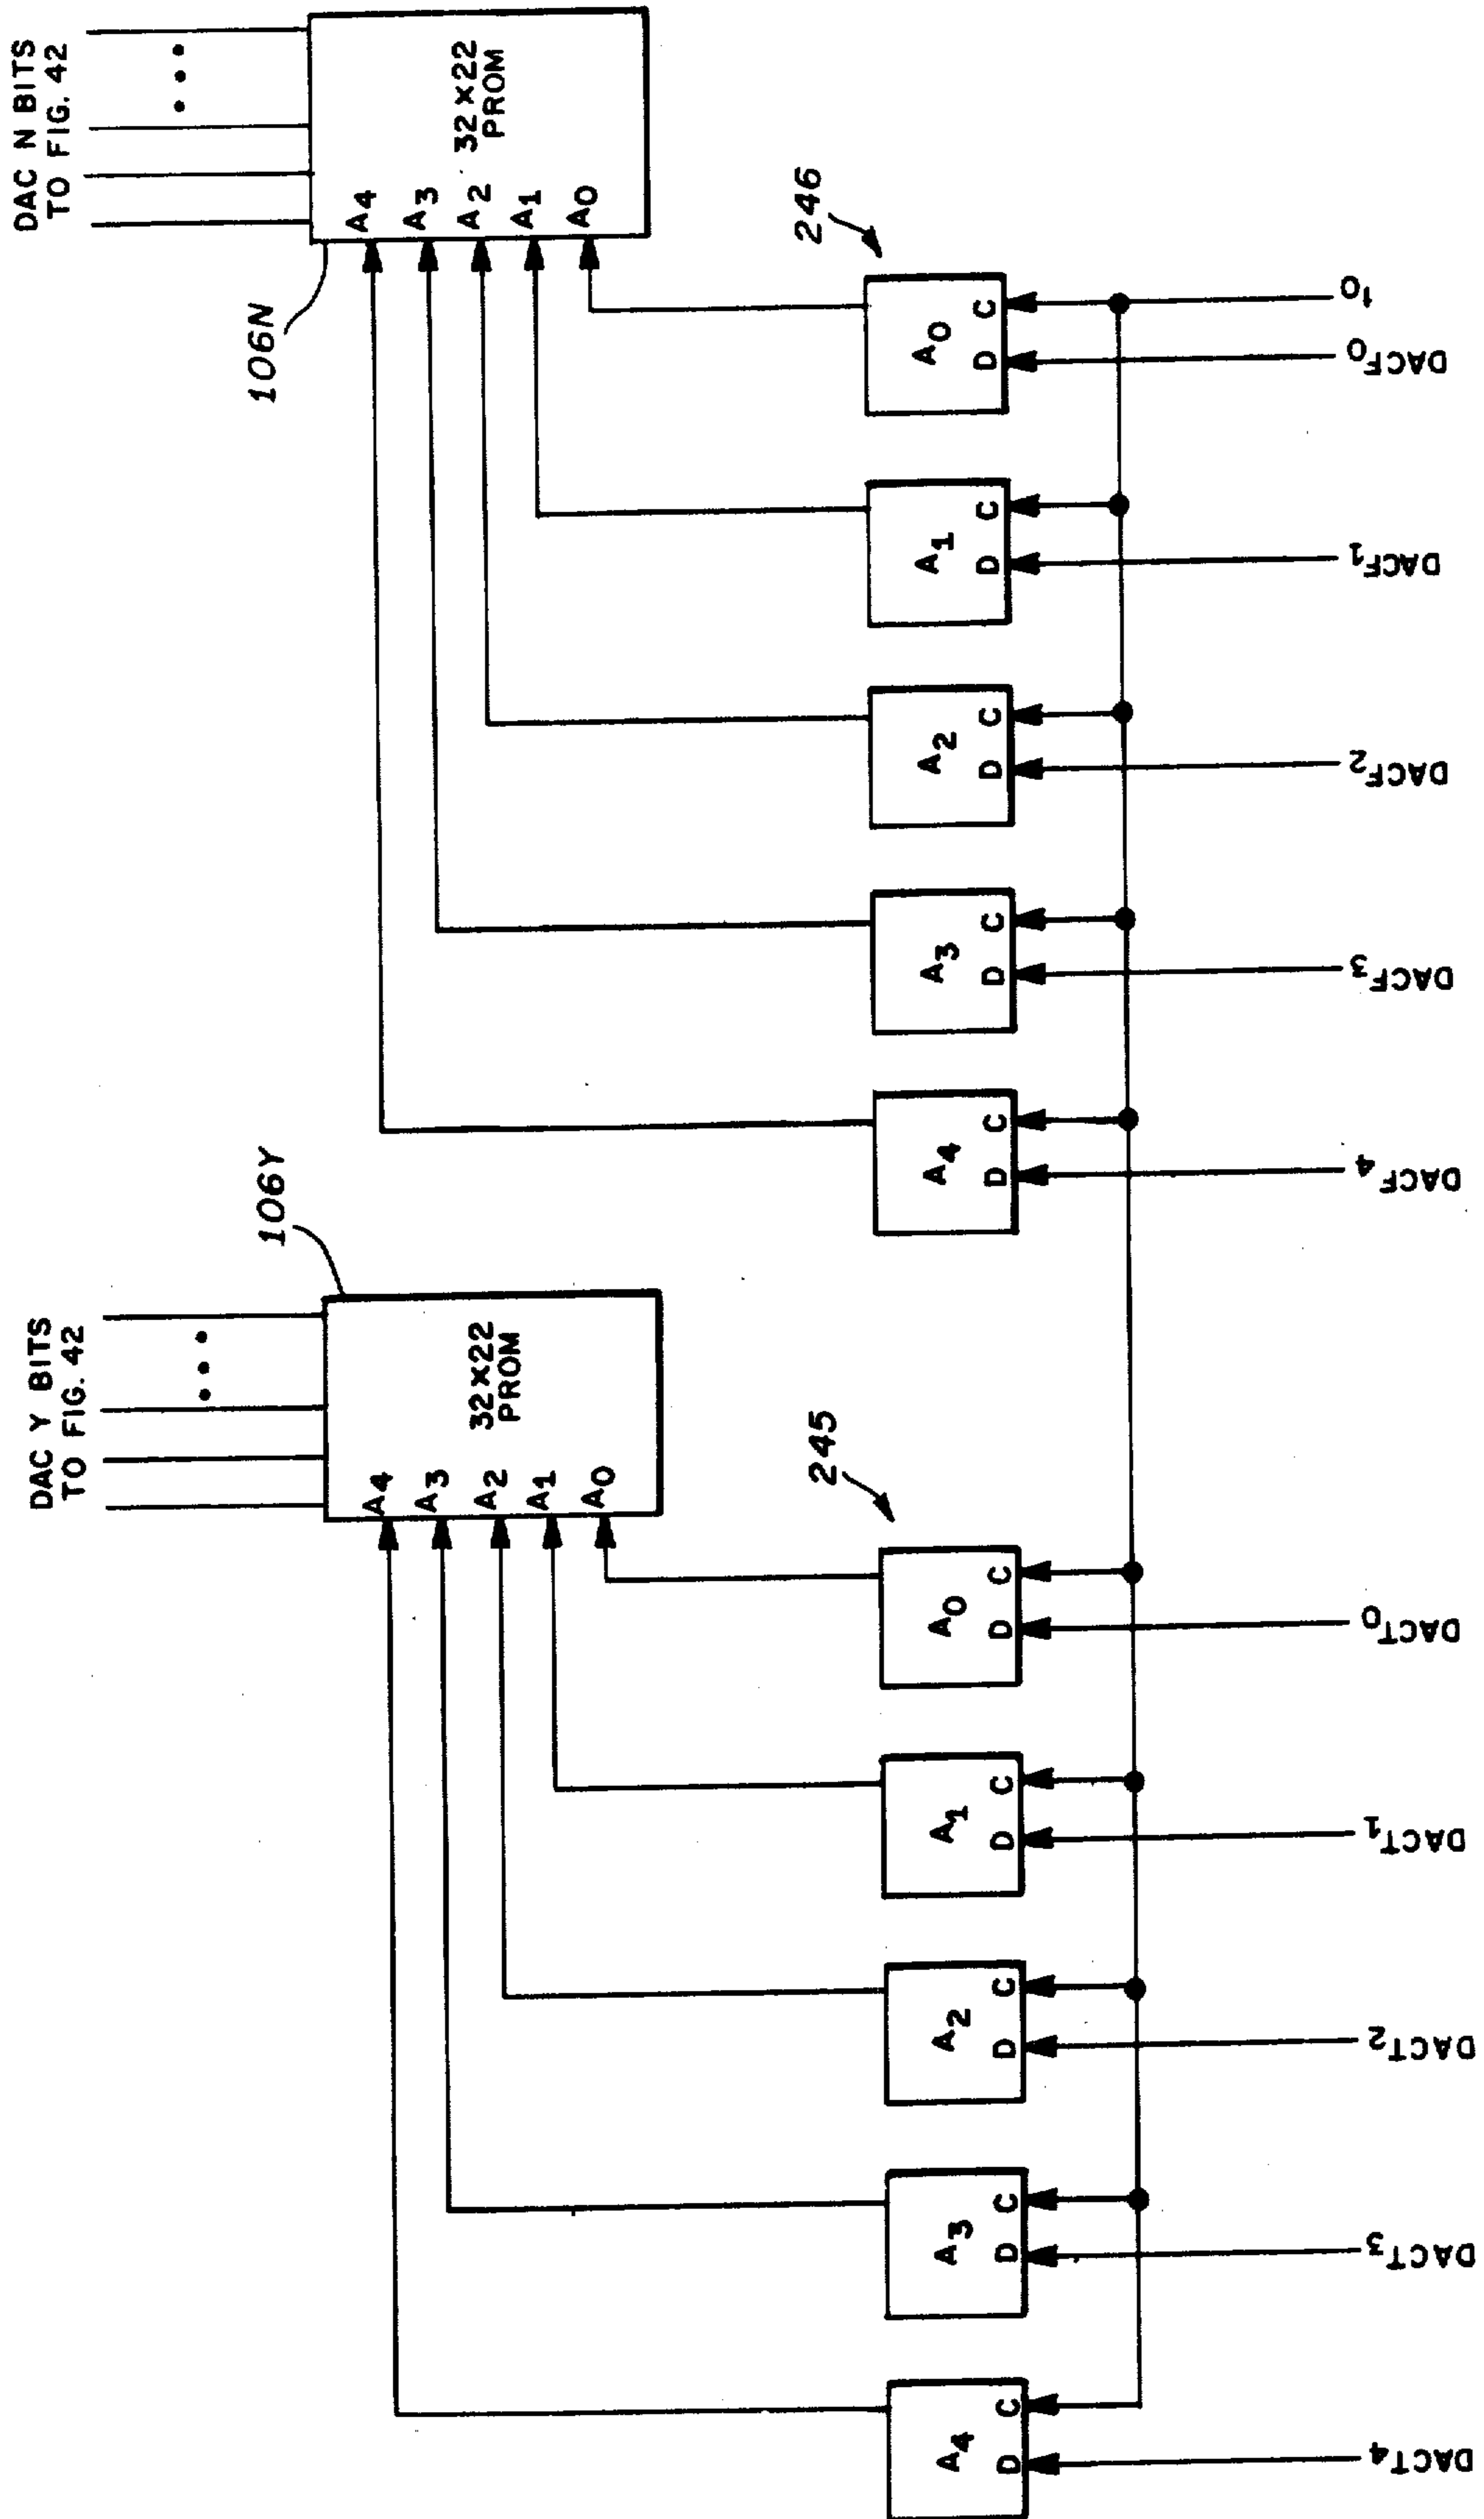 DAC Y BITS
TO FIG. 42
DAC N BITS
TO FIG. 42
106Y
106N
A4
A3
A2
A1
A0
32×22
PROM
A4
A3
A2
A1
A0
32×22
PROM
245
246
A4
D C
A3
D C
A2
D C
A1
D C
A0
D C
A4
D C
A3
D C
A2
D C
A1
D C
A0
D C
DACT4
DACT3
DACT2
DACT1
DACT0
DACF4
DACF3
DACF2
DACF1
DACF0
t0